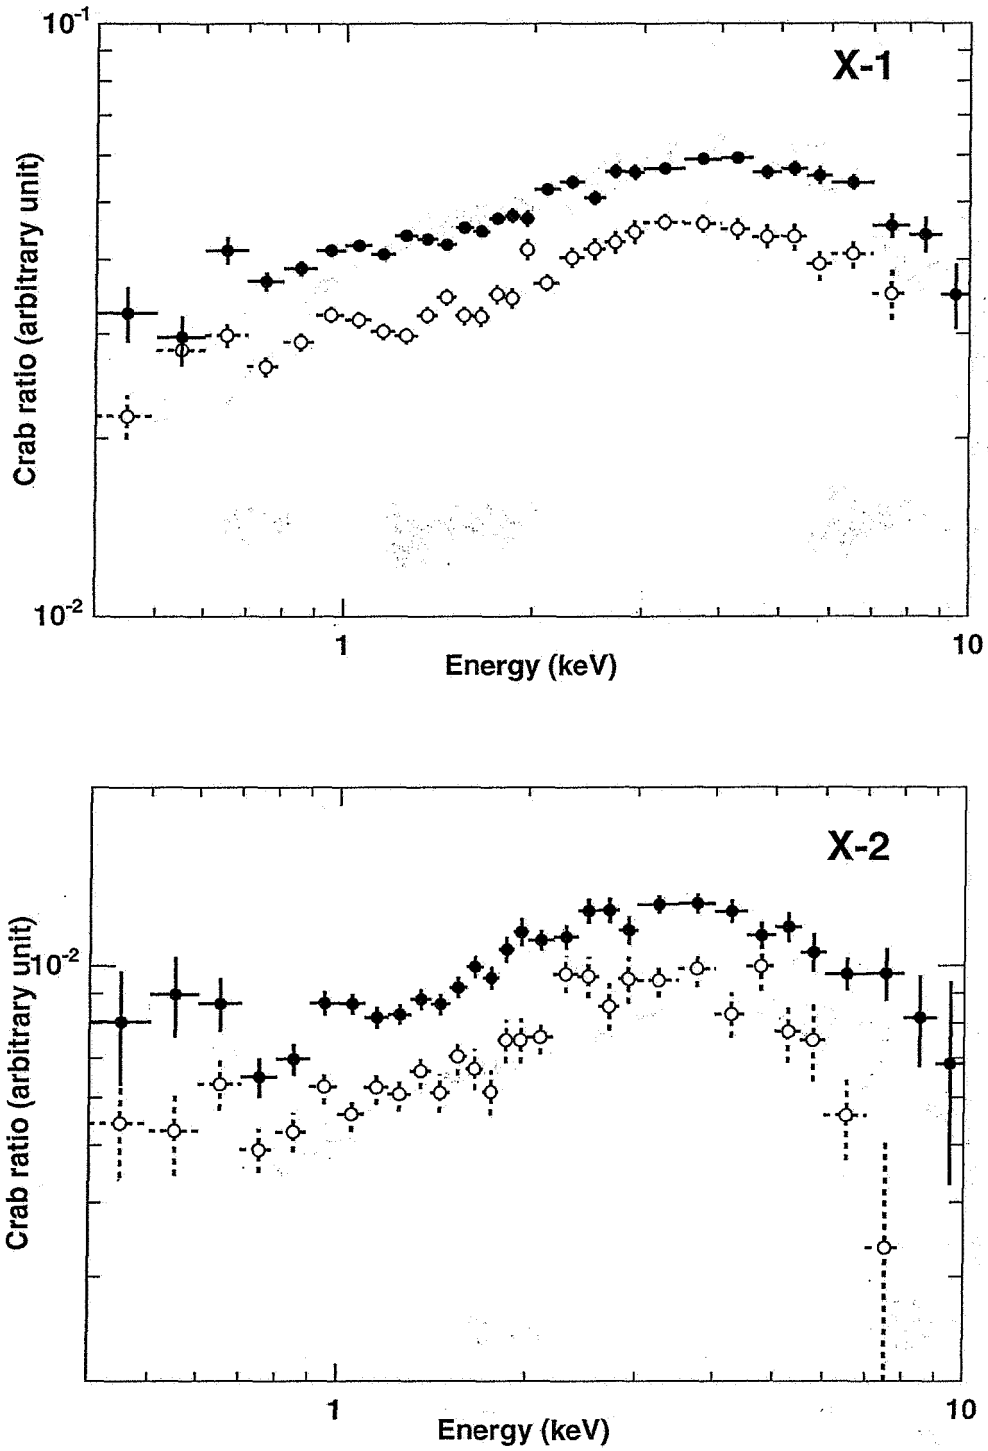 10-1
X-1
Crab ratio (arbitrary unit)
10-2
1
10
Energy (keV)
X-2
10-2
Crab ratio (arbitrary unit)
1
10
Energy (keV)